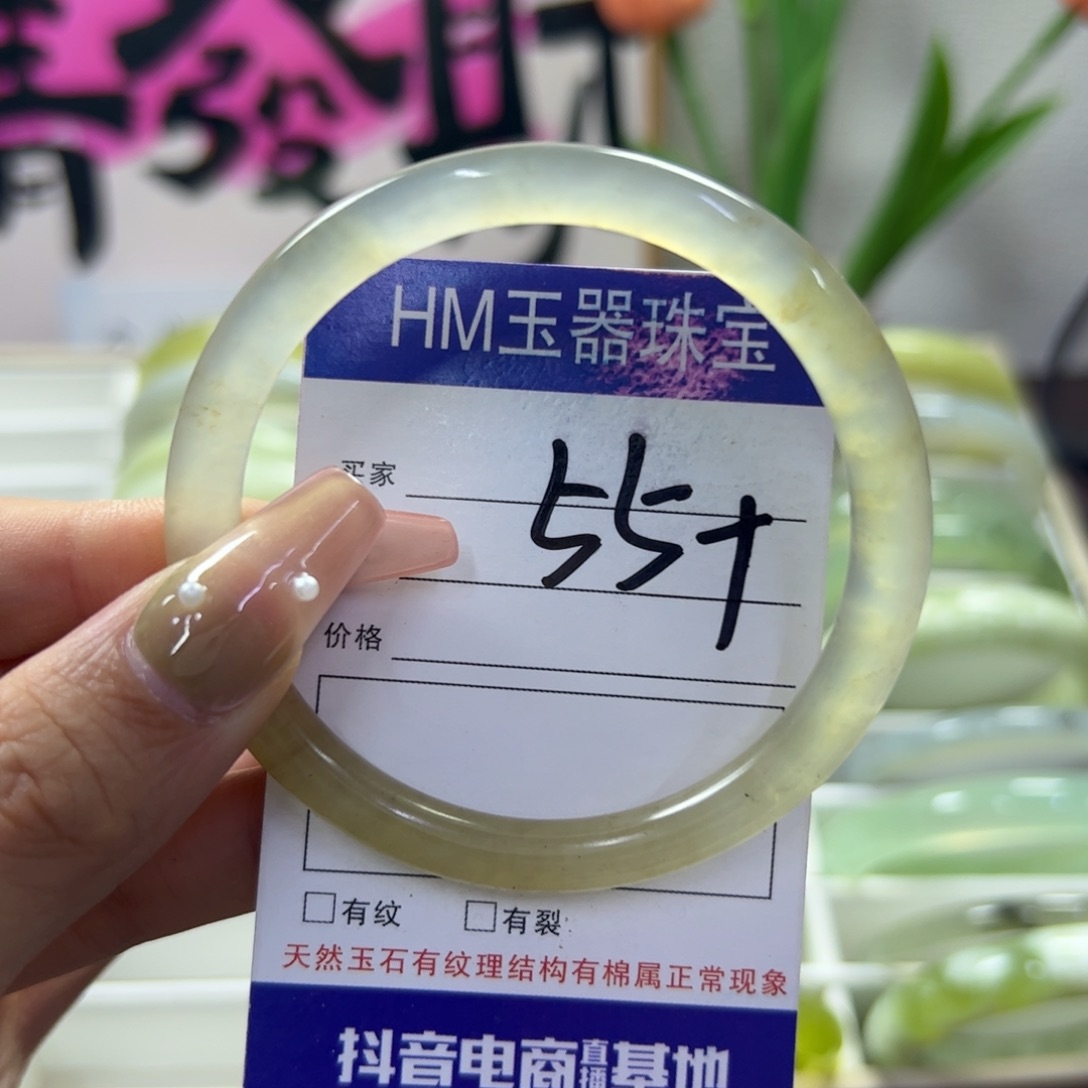 發
HM玉器珠宝
买家
55+
价格
有纹 有裂
天然玉石有纹理结构有棉属正常现象
抖音电商直播基地